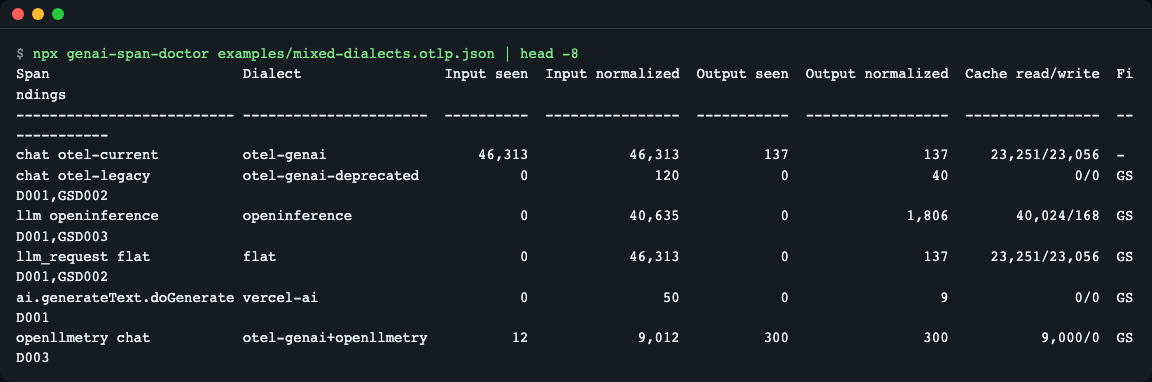 $ npx genai-span-doctor examples/mixed-dialects.otlp.json | head -8
Span                       Dialect                 Input seen  Input normalized  Output seen  Output normalized  Cache read/write  Fi
ndings
-------------------------- ----------------------  ----------  ----------------  -----------  -----------------  ----------------  --
-----------
chat otel-current          otel-genai                  46,313            46,313          137                137     23,251/23,056  -
chat otel-legacy           otel-genai-deprecated            0               120            0                 40               0/0  GS
D001,GSD002
llm openinference          openinference                    0            40,635            0              1,806        40,024/168  GS
D001,GSD003
llm_request flat           flat                             0            46,313            0                137     23,251/23,056  GS
D001,GSD002
ai.generateText.doGenerate vercel-ai                        0                50            0                  9               0/0  GS
D001
openllmetry chat           otel-genai+openllmetry          12             9,012          300                300           9,000/0  GS
D003